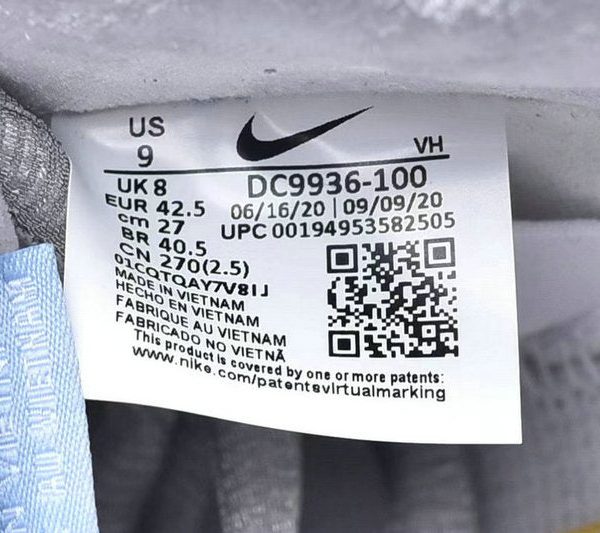 US
9
VH
UK 8
DC9936-100
EUR 42.5
06/16/20 | 09/09/20
cm 27
UPC 00194953582505
BR 40.5
CN 270(2.5)
01CQTQAY7V8IJ
MADE IN VIETNAM
HECHO EN VIETNAM
FABRIQUE AU VIETNAM
FABRICADO NO VIETNÃ
This product is covered by one or more patents:
www.nike.com/patentsvirtualmarking
AU VIETNAM